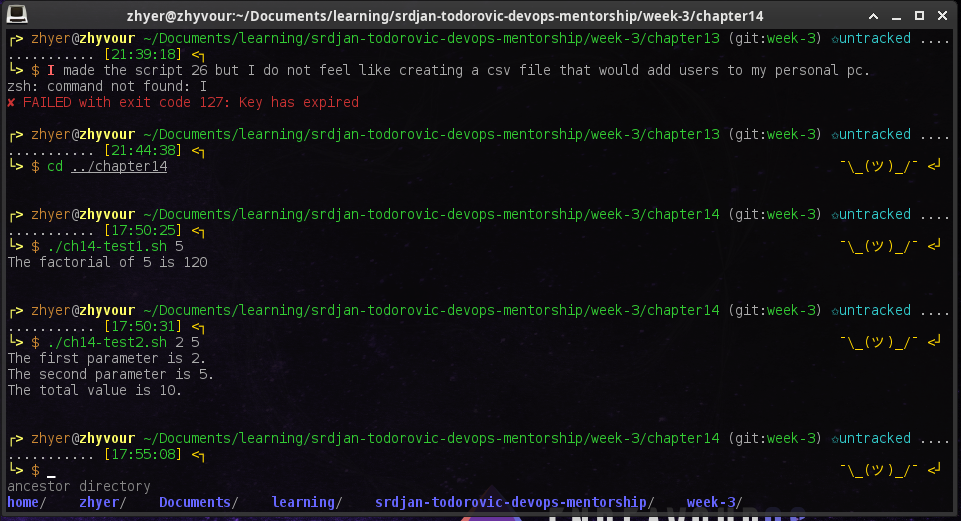 zhyer@zhyvour:~/Documents/learning/srdjan-todorovic-devops-mentorship/week-3/chapter14
┌> zhyer@zhyvour ~/Documents/learning/srdjan-todorovic-devops-mentorship/week-3/chapter13 (git:week-3) ✩untracked ....
........... [21:39:18] <┐
└> $ I made the script 26 but I do not feel like creating a csv file that would add users to my personal pc.
zsh: command not found: I
✘ FAILED with exit code 127: Key has expired
┌> zhyer@zhyvour ~/Documents/learning/srdjan-todorovic-devops-mentorship/week-3/chapter13 (git:week-3) ✩untracked ....
........... [21:44:38] <┐
└> $ cd ../chapter14 ¯\_(ツ)_/¯ <┘
┌> zhyer@zhyvour ~/Documents/learning/srdjan-todorovic-devops-mentorship/week-3/chapter14 (git:week-3) ✩untracked ....
........... [17:50:25] <┐
└> $ ./ch14-test1.sh 5 ¯\_(ツ)_/¯ <┘
The factorial of 5 is 120
┌> zhyer@zhyvour ~/Documents/learning/srdjan-todorovic-devops-mentorship/week-3/chapter14 (git:week-3) ✩untracked ....
........... [17:50:31] <┐
└> $ ./ch14-test2.sh 2 5 ¯\_(ツ)_/¯ <┘
The first parameter is 2.
The second parameter is 5.
The total value is 10.
┌> zhyer@zhyvour ~/Documents/learning/srdjan-todorovic-devops-mentorship/week-3/chapter14 (git:week-3) ✩untracked ....
........... [17:55:08] <┐
└> $ _ ¯\_(ツ)_/¯ <┘
ancestor directory
home/ zhyer/ Documents/ learning/ srdjan-todorovic-devops-mentorship/ week-3/